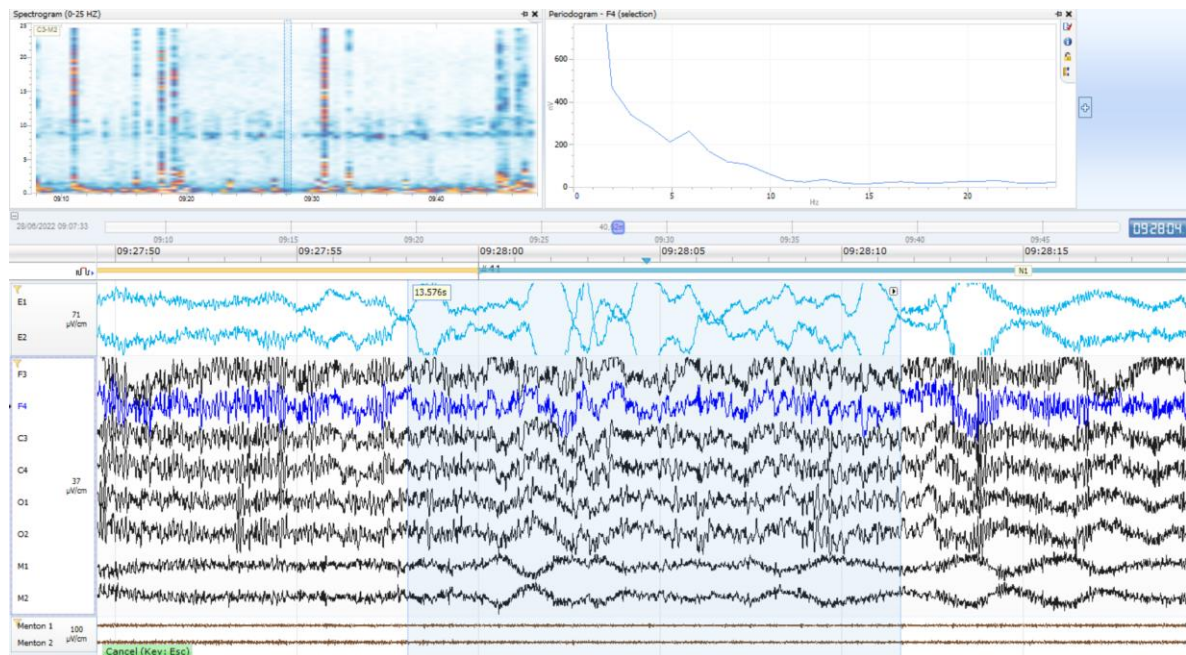 Spectrogram (0-25 HZ)
C3-M2
25
20
15
10
5
0
09:10 09:20 09:30 09:40
Periodogram - F4 (selection)
600
400
200
0
nV
0 5 10 15 20
Hz
28/06/2022 09:07:33
09:10 09:15 09:20 09:25 09:30 09:35 09:40 09:45
09:28:04
09:27:50 09:27:55 09:28:00 09:28:05 09:28:10 09:28:15
N1
13.576s
E1
71
µV/cm
E2
F3
F4
C3
37
µV/cm
C4
O1
O2
M1
M2
Menton 1
100
µV/cm
Menton 2
Cancel (Key: Esc)